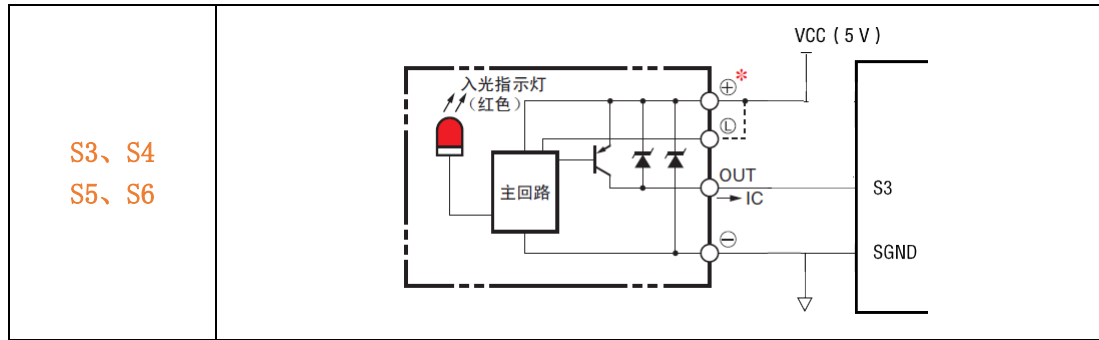 S3、S4
S5、S6
VCC ( 5 V )
入光指示灯
（红色）
⊕*
Ⓛ
主回路
OUT
IC
S3
⊖
SGND